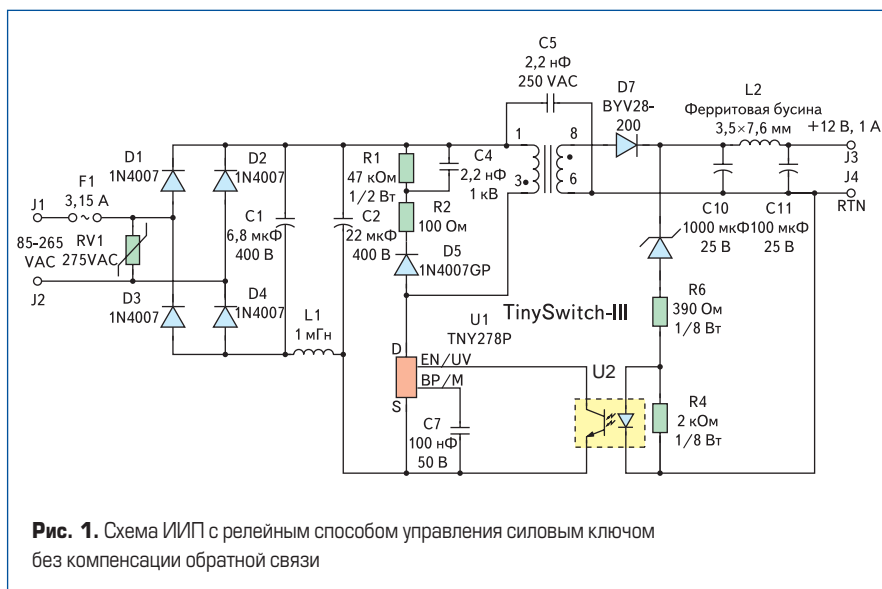 C5
2,2 нФ
250 VAC
D7
BYV28-
200
L2
Ферритовая бусина
3,5×7,6 мм
+12 В, 1 А
J3
J4
RTN
1
3
8
6
D1
1N4007
D2
1N4007
F1
3,15 А
J1
85-265
VAC
J2
RV1
275VAC
D3
1N4007
D4
1N4007
C1
6,8 мкФ
400 В
L1
1 мГн
C2
22 мкФ
400 В
R1
47 кОм
1/2 Вт
C4
2,2 нФ
1 кВ
R2
100 Ом
D5
1N4007GP
C10
1000 мкФ
25 В
C11
100 мкФ
25 В
TinySwitch-III
U1
TNY278P
D
S
EN/UV
BP/M
C7
100 нФ
50 В
U2
R6
390 Ом
1/8 Вт
R4
2 кОм
1/8 Вт
Рис. 1. Схема ИИП с релейным способом управления силовым ключом
без компенсации обратной связи